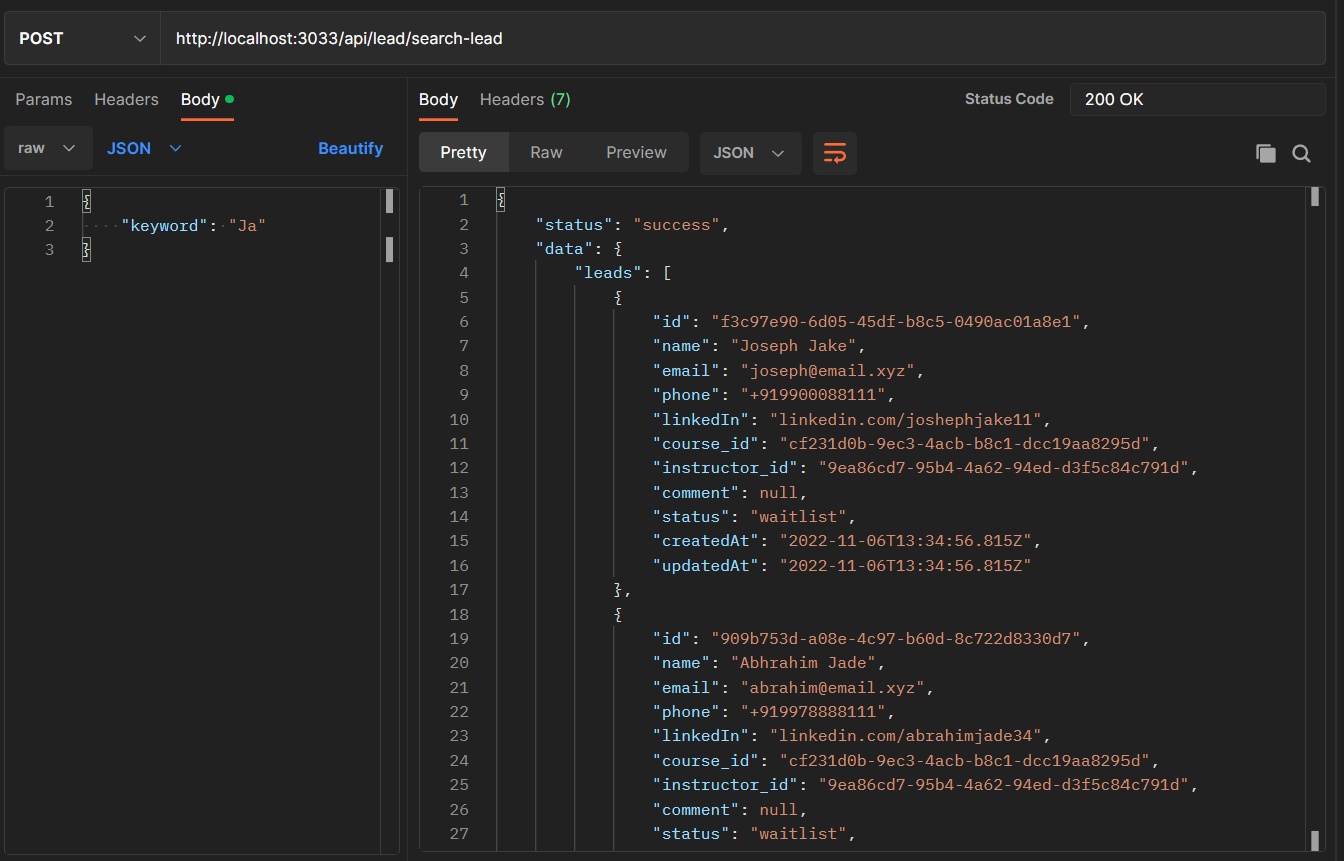 POST
http://localhost:3033/api/lead/search-lead
Params Headers Body
raw JSON Beautify
1 {
2 "keyword": "Ja"
3 }
Body Headers (7) Status Code 200 OK
Pretty Raw Preview JSON
1 {
2 "status": "success",
3 "data": {
4 "leads": [
5 {
6 "id": "f3c97e90-6d05-45df-b8c5-0490ac01a8e1",
7 "name": "Joseph Jake",
8 "email": "joseph@email.xyz",
9 "phone": "+919900088111",
10 "linkedIn": "linkedin.com/joshephjake11",
11 "course_id": "cf231d0b-9ec3-4acb-b8c1-dcc19aa8295d",
12 "instructor_id": "9ea86cd7-95b4-4a62-94ed-d3f5c84c791d",
13 "comment": null,
14 "status": "waitlist",
15 "createdAt": "2022-11-06T13:34:56.815Z",
16 "updatedAt": "2022-11-06T13:34:56.815Z"
17 },
18 {
19 "id": "909b753d-a08e-4c97-b60d-8c722d8330d7",
20 "name": "Abhrahim Jade",
21 "email": "abrahim@email.xyz",
22 "phone": "+919978888111",
23 "linkedIn": "linkedin.com/abrahimjade34",
24 "course_id": "cf231d0b-9ec3-4acb-b8c1-dcc19aa8295d",
25 "instructor_id": "9ea86cd7-95b4-4a62-94ed-d3f5c84c791d",
26 "comment": null,
27 "status": "waitlist",